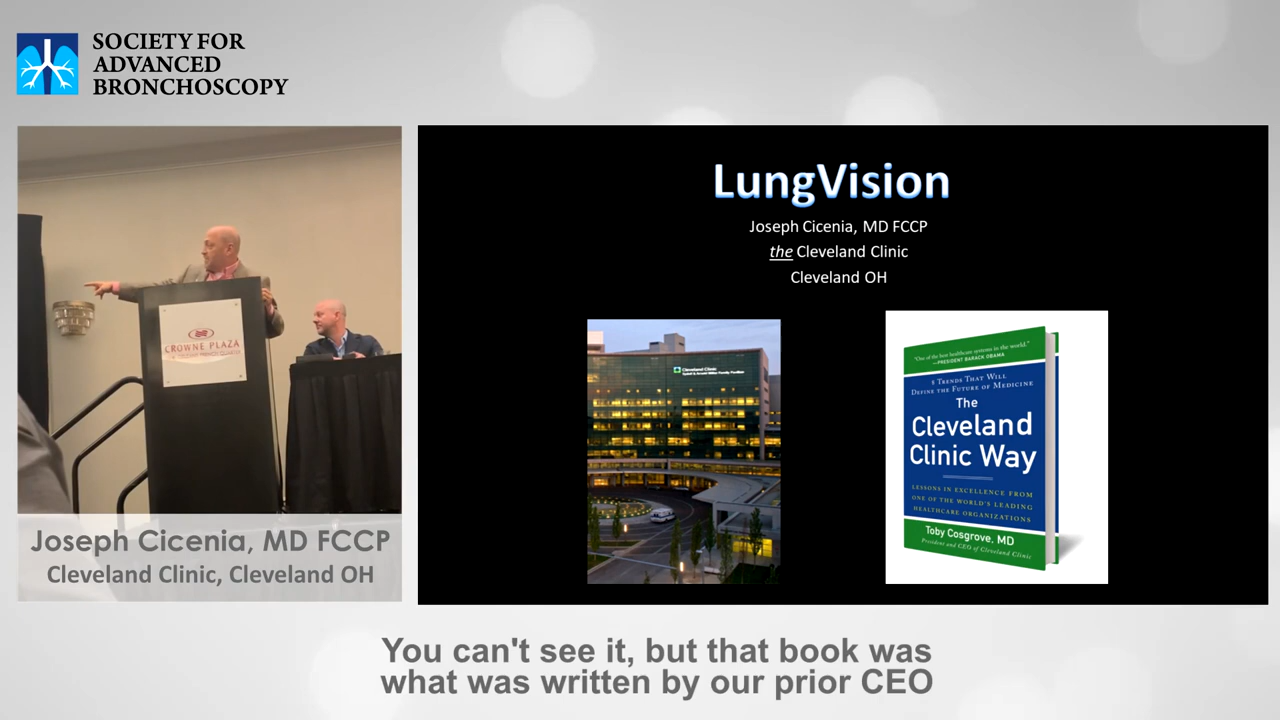 SOCIETY FOR
ADVANCED
BRONCHOSCOPY
CROWNE PLAZA
Joseph Cicenia, MD FCCP
Cleveland Clinic, Cleveland OH
LungVision
Joseph Cicenia, MD FCCP
the Cleveland Clinic
Cleveland OH
Cleveland Clinic
"One of the best healthcare systems in the world."
—PRESIDENT BARACK OBAMA
9 TRENDS THAT WILL
DEFINE THE FUTURE OF MEDICINE
The
Cleveland
Clinic Way
LESSONS IN EXCELLENCE FROM
ONE OF THE WORLD'S LEADING
HEALTHCARE ORGANIZATIONS
Toby Cosgrove, MD
President and CEO of Cleveland Clinic
You can't see it, but that book was
what was written by our prior CEO